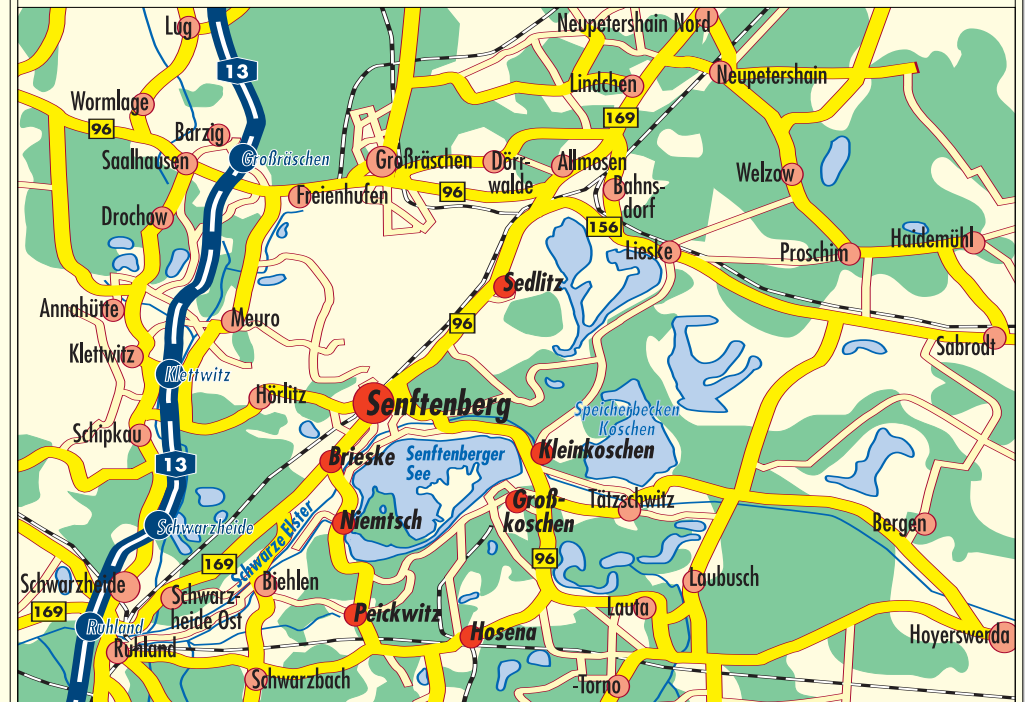 Lug
Neupetershain Nord
13
Lindchen
Neupetershain
Wormlage
96
Barzig
169
Saalhausen
Großräschen
Großräschen
Dörr-
walde
Allmosen
Welzow
Freienhufen
96
Bahns-
dorf
Drochow
156
Lieske
Proschim
Haidemühl
Sedlitz
Annahütte
Meuro
96
Sabrodt
Klettwitz
Klettwitz
Hörlitz
Senftenberg
Speicherbecken
Koschen
Schipkau
13
Brieske
Senftenberger
See
Kleinkoschen
Niemtsch
Groß-
koschen
Tätzschwitz
Bergen
Schwarzheide
Schwarze Elster
169
96
Schwarzheide
Biehlen
Laubusch
169
Schwarz-
heide Ost
Peickwitz
Lauta
Ruhland
Hosena
Hoyerswerda
Ruhland
Schwarzbach
-Torno